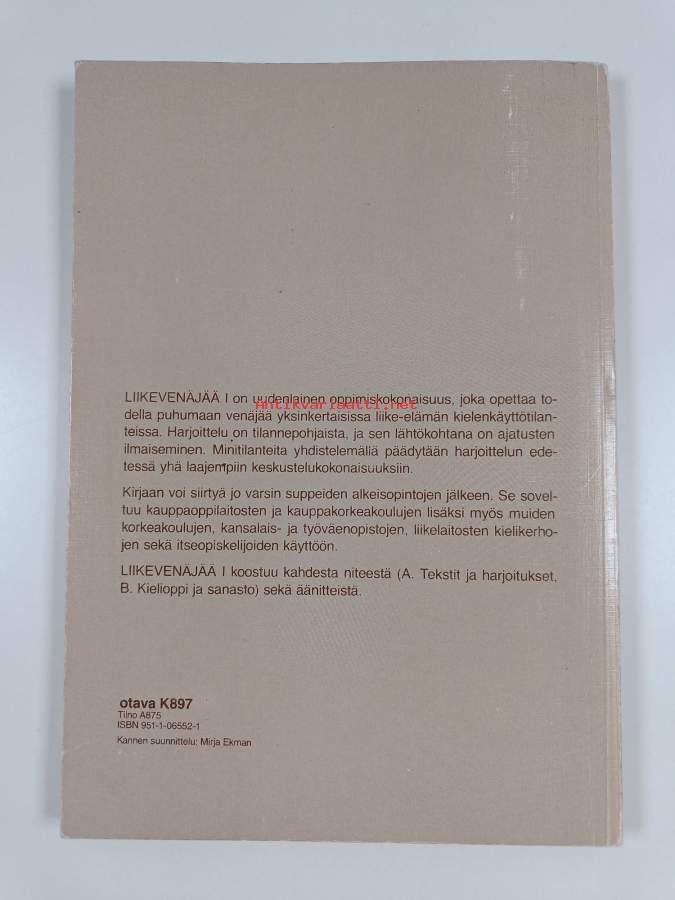 LIIKEVENÄJÄÄ I on uudenlainen oppimiskokonaisuus, joka opettaa to-
Antikvariaatti.net
della puhumaan venäjää yksinkertaisissa liike-elämän kielenkäyttötilan-
teissa. Harjoittelu on tilannepohjaista, ja sen lähtökohtana on ajatusten
ilmaiseminen. Minitilanteita yhdistelemällä päädytään harjoittelun ede-
tessä yhä laajempiin keskustelukokonaisuuksiin.
Kirjaan voi siirtyä jo varsin suppeiden alkeisopintojen jälkeen. Se sovel-
tuu kauppaoppilaitosten ja kauppakorkeakoulujen lisäksi myös muiden
korkeakoulujen, kansalais- ja työväenopistojen, liikelaitosten kielikerho-
jen sekä itseopiskelijoiden käyttöön.
LIIKEVENÄJÄÄ I koostuu kahdesta niteestä (A. Tekstit ja harjoitukset,
B. Kielioppi ja sanasto) sekä äänitteistä.
otava K897
Tilno A875
ISBN 951-1-06552-1
Kannen suunnittelu: Mirja Ekman